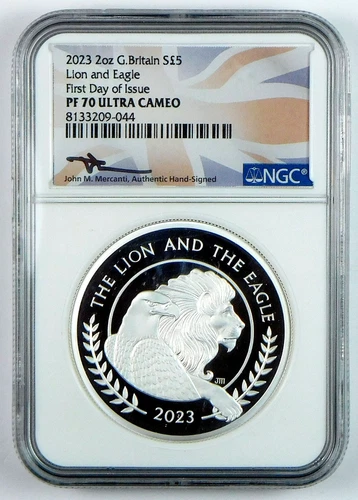 2023 2oz G.Britain S£5
Lion and Eagle
First Day of Issue
PF 70 ULTRA CAMEO
8133209-044
John M. Mercanti, Authentic Hand-Signed
NGC
THE LION AND THE EAGLE
JM
2023